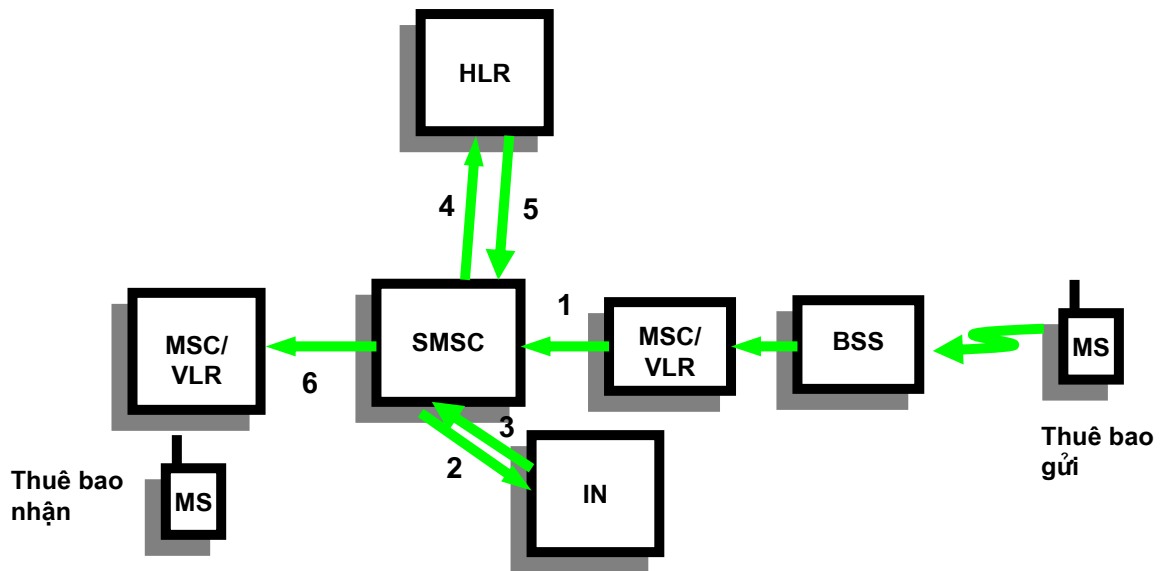 HLR
4
5
MSC/
VLR
6
SMSC
1
MSC/
VLR
BSS
MS
Thuê bao
gửi
3
2
IN
Thuê bao
nhận
MS